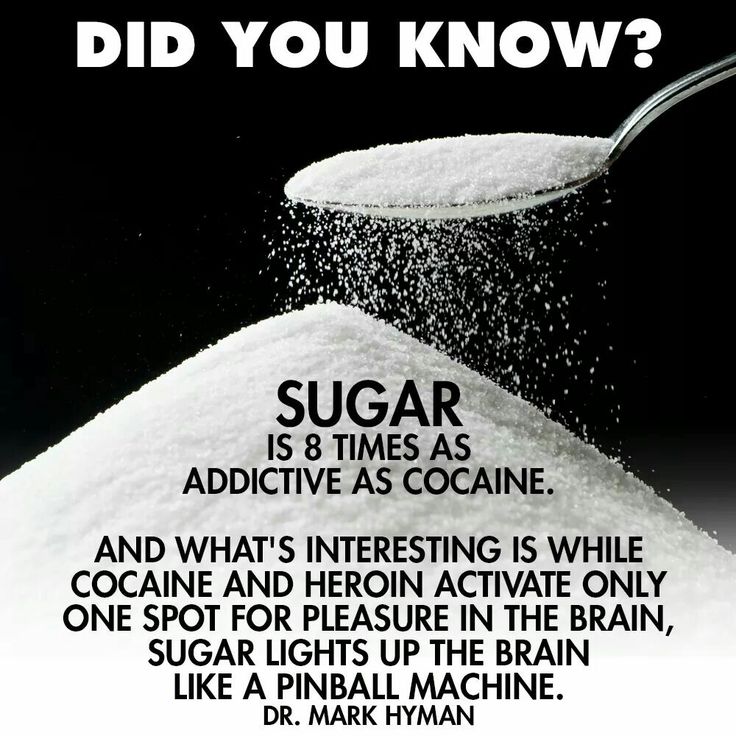 DID YOU KNOW?
SUGAR
IS 8 TIMES AS
ADDICTIVE AS COCAINE.
AND WHAT'S INTERESTING IS WHILE
COCAINE AND HEROIN ACTIVATE ONLY
ONE SPOT FOR PLEASURE IN THE BRAIN,
SUGAR LIGHTS UP THE BRAIN
LIKE A PINBALL MACHINE.
DR. MARK HYMAN